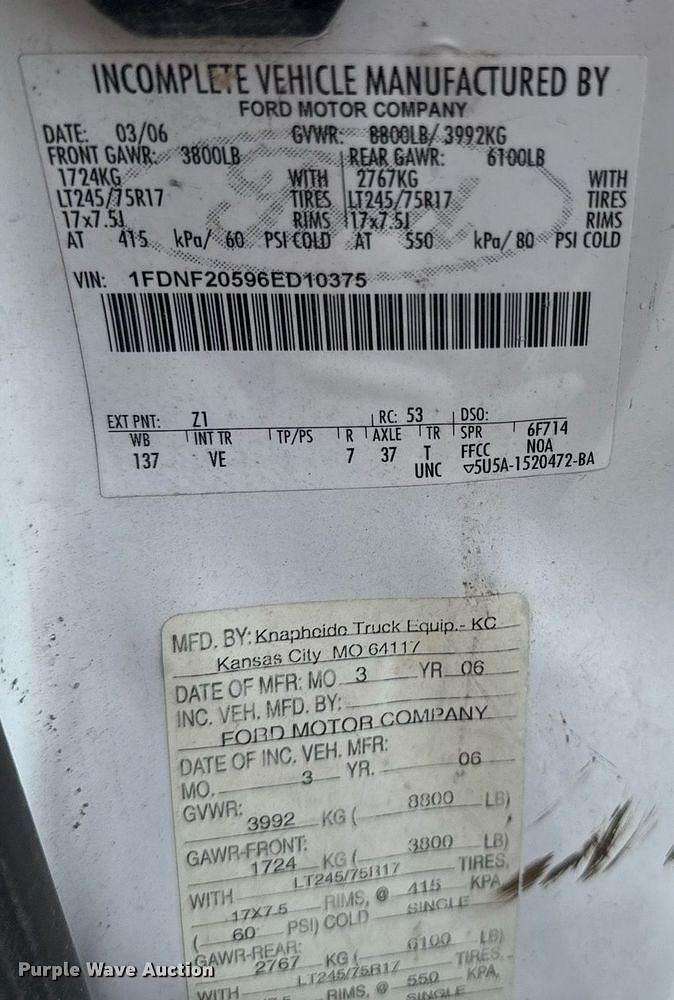 INCOMPLETE VEHICLE MANUFACTURED BY
FORD MOTOR COMPANY
DATE: 03/06 GVWR: 8800LB/ 3992KG
FRONT GAWR: 3800LB REAR GAWR: 6100LB
1724KG WITH 2767KG WITH
LT245/75R17 TIRES LT245/75R17 TIRES
17x7.5J RIMS 17x7.5J RIMS
AT 415 kPa/ 60 PSI COLD AT 550 kPa/ 80 PSI COLD
VIN: 1FDNF20596ED10375
EXT PNT: Z1 RC: 53 DSO:
WB INT TR TP/PS R AXLE TR SPR 6F714
137 VE 7 37 T FFCC N0A
UNC ▽5U5A-1520472-BA
MFD. BY: Knapheide Truck Equip.- KC
Kansas City MO 64117
DATE OF MFR: MO 3 YR 06
INC. VEH. MFD. BY:
FORD MOTOR COMPANY
DATE OF INC. VEH. MFR:
MO. 3 YR. 06
GVWR: 3992 KG ( 8800 LB)
GAWR-FRONT:
1724 KG ( 3800 LB)
WITH LT245/75R17 TIRES,
17X7.5 RIMS, @ 415 KPA
( 60 PSI) COLD SINGLE
GAWR-REAR:
2767 KG ( 6100 LB)
WITH LT245/75R17 TIRES,
RIMS, @ 550 KPA,
SINGLE
Purple Wave Auction